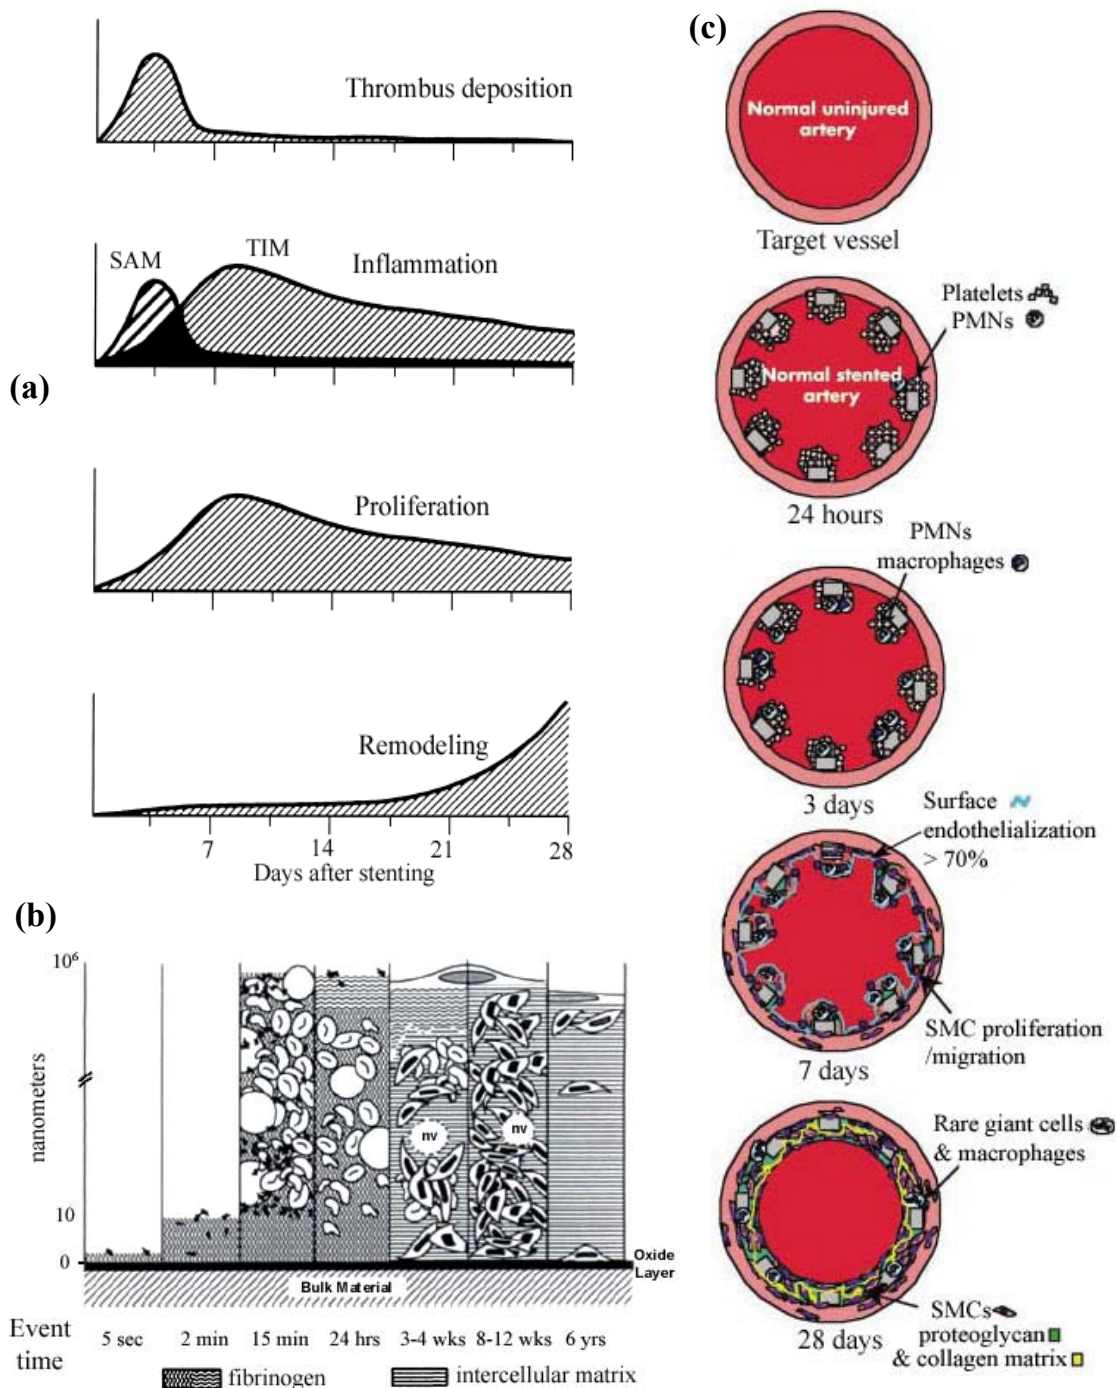 (a)
Thrombus deposition
SAM
TIM
Inflammation
Proliferation
Remodeling
7
14
21
28
Days after stenting
(b)
nanometers
10⁶
10
0
nv
nv
Oxide
Layer
Bulk Material
Event
time
5 sec
2 min
15 min
24 hrs
3-4 wks
8-12 wks
6 yrs
fibrinogen
intercellular matrix
(c)
Normal uninjured
artery
Target vessel
Platelets
PMNs
Normal stented
artery
24 hours
PMNs
macrophages
3 days
Surface
endothelialization
> 70%
SMC proliferation
/migration
7 days
Rare giant cells
& macrophages
SMCs
proteoglycan
& collagen matrix
28 days